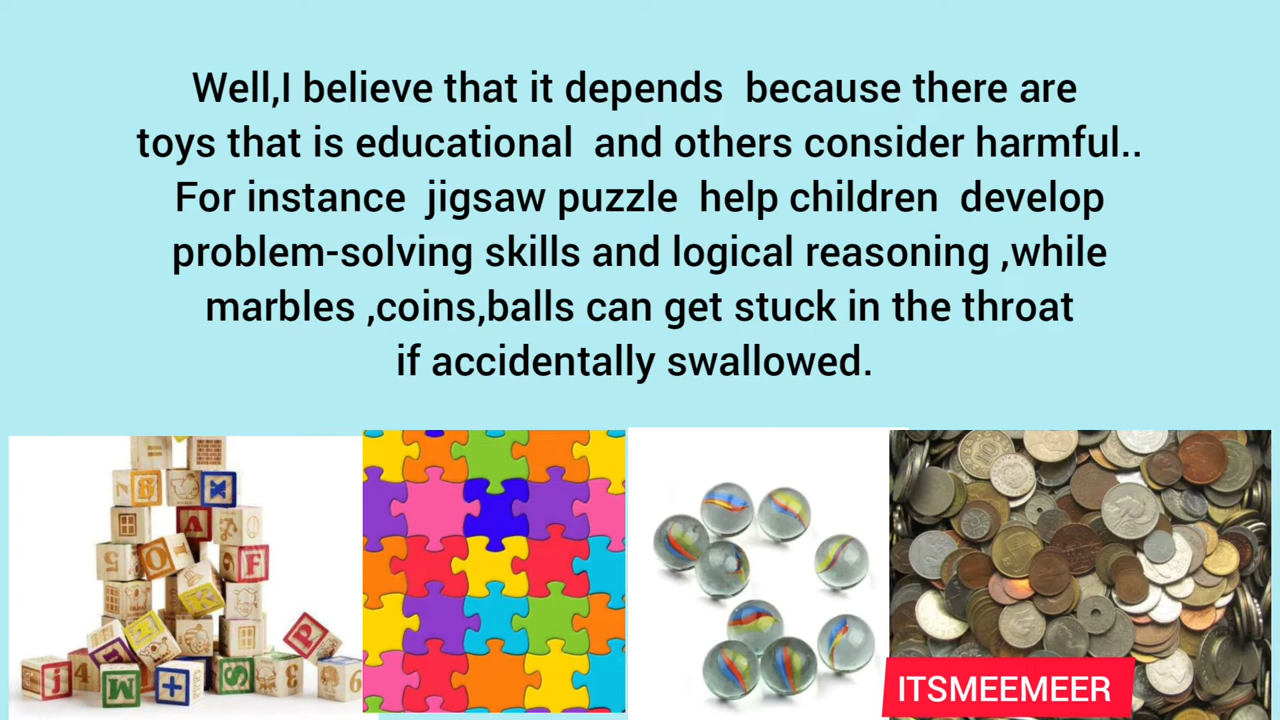 Well,I believe that it depends because there are
toys that is educational and others consider harmful..
For instance jigsaw puzzle help children develop
problem-solving skills and logical reasoning ,while
marbles ,coins,balls can get stuck in the throat
if accidentally swallowed.
ITSMEEMEER